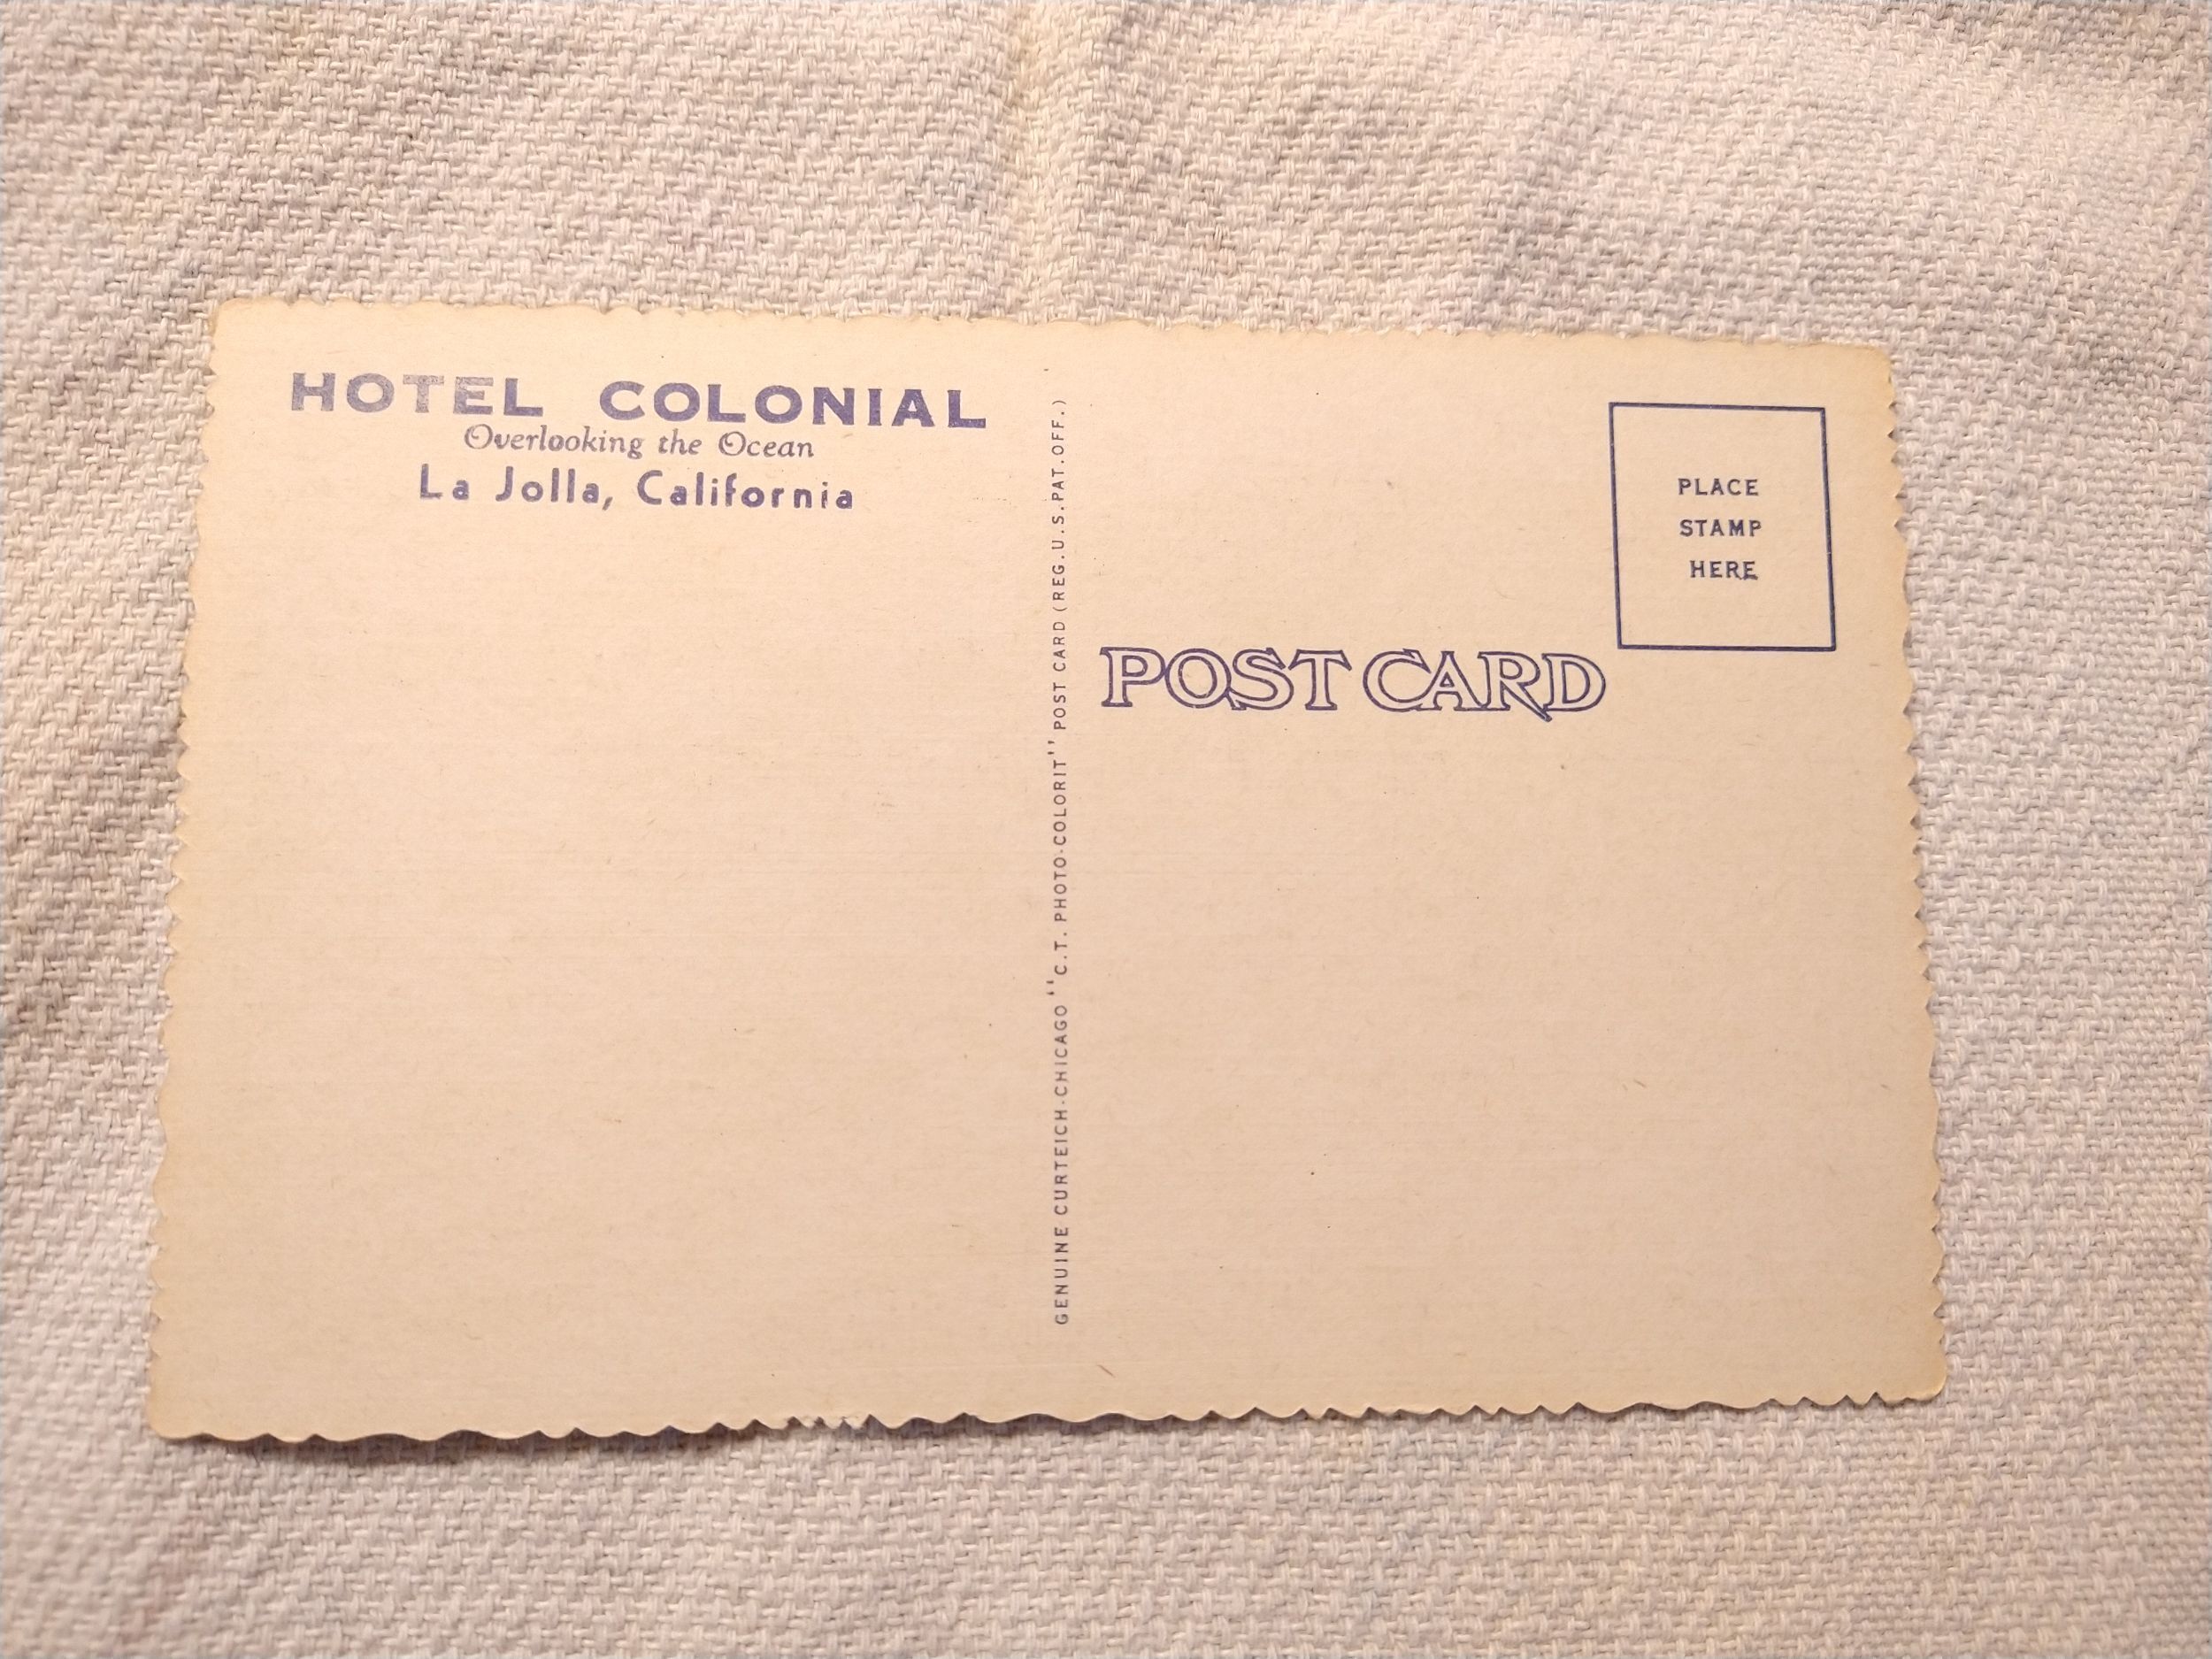 HOTEL COLONIAL
Overlooking the Ocean
La Jolla, California
GENUINE CURTEICH-CHICAGO "C.T. PHOTO-COLORIT" POST CARD (REG. U.S. PAT. OFF.)
PLACE
STAMP
HERE
POST CARD